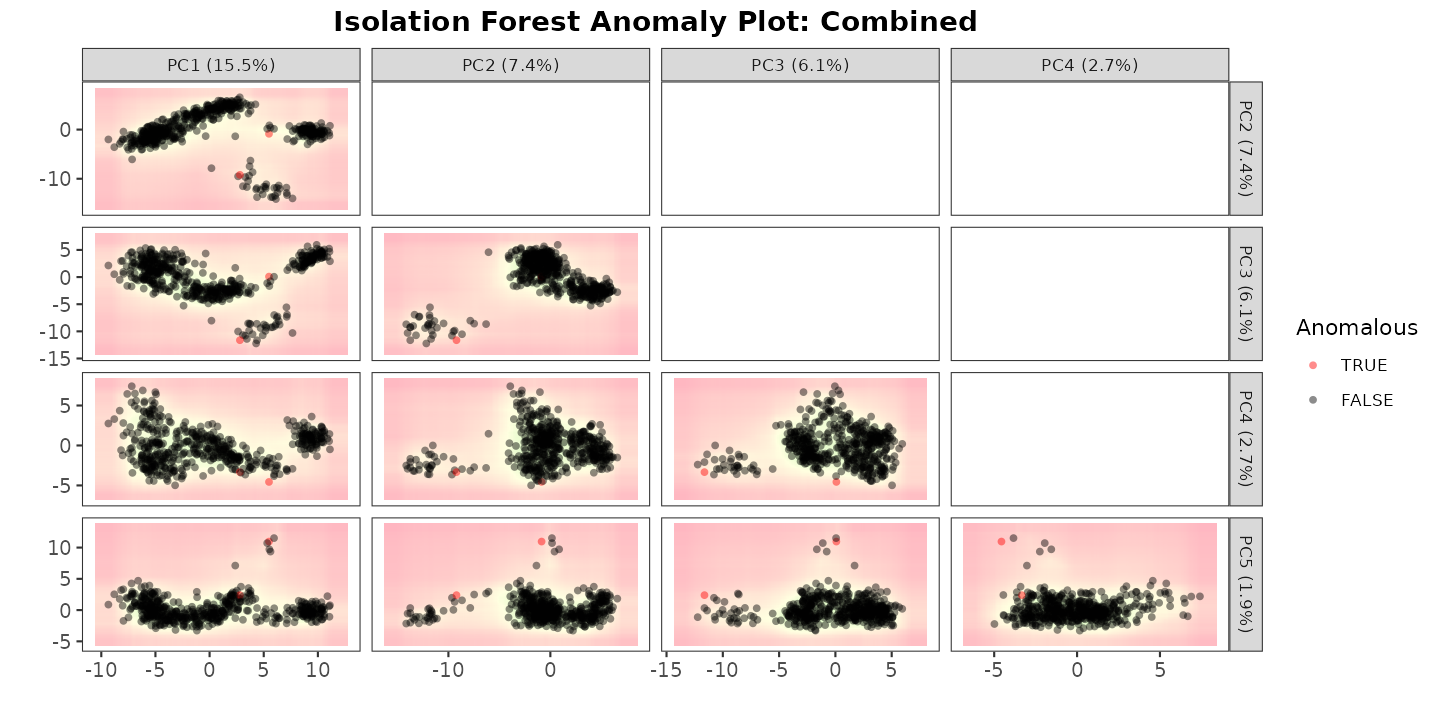 Isolation Forest Anomaly Plot: Combined
PC1 (15.5%)
PC2 (7.4%)
PC3 (6.1%)
PC4 (2.7%)
0
-10
PC2 (7.4%)
5
0
-5
-10
-15
PC3 (6.1%)
5
0
-5
PC4 (2.7%)
10
5
0
-5
PC5 (1.9%)
-10 -5 0 5 10
-10 0
-15 -10 -5 0 5
-5 0 5
Anomalous
TRUE
FALSE